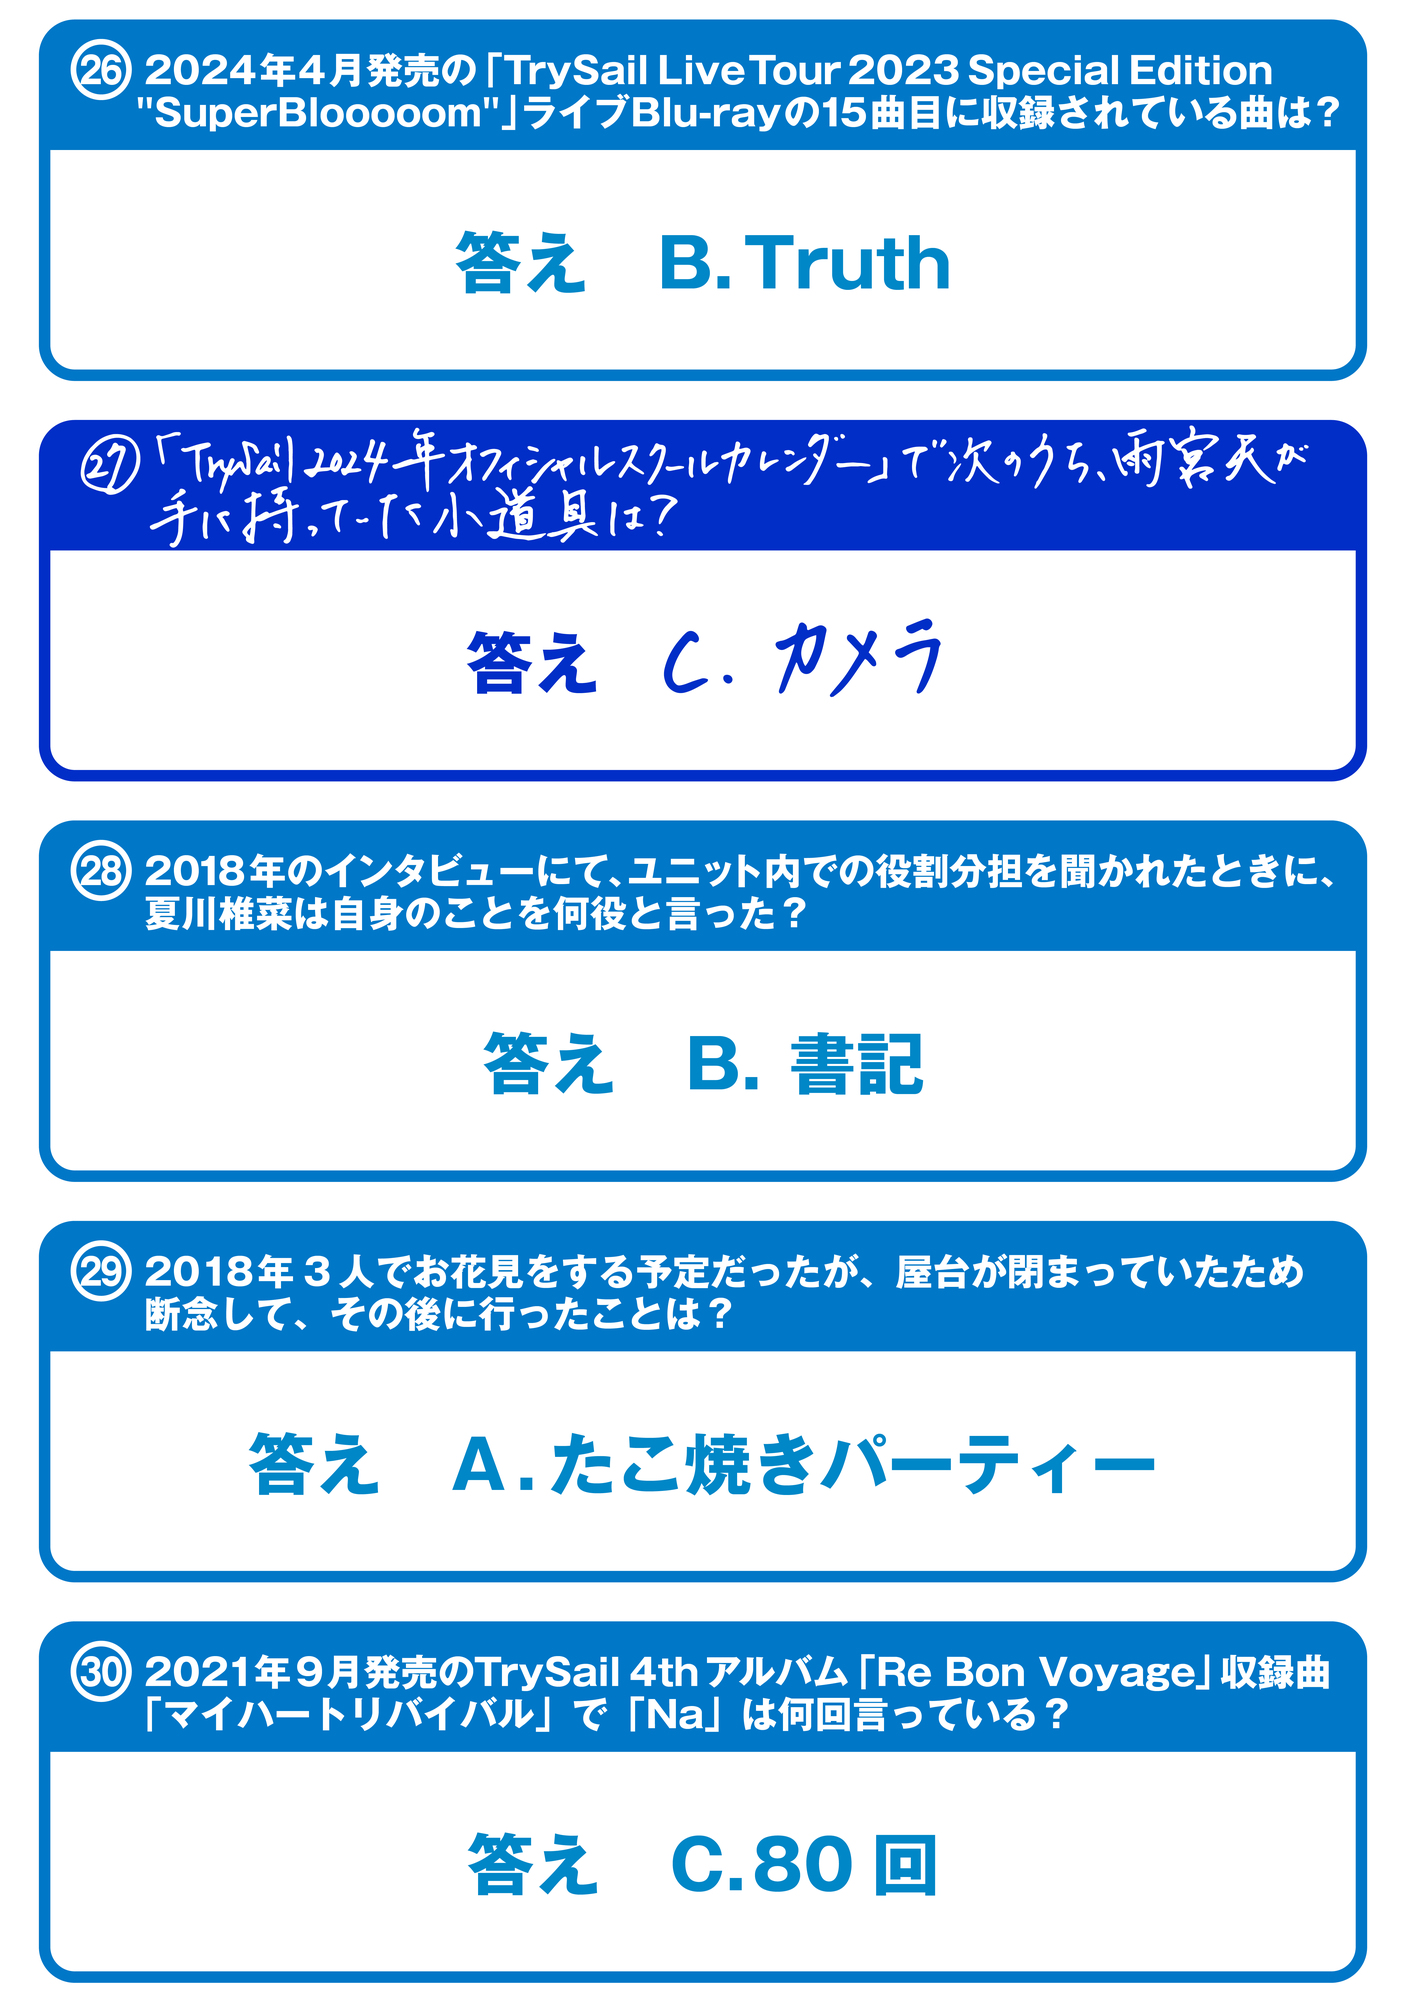 ㉖ 2024年4月発売の「TrySail Live Tour 2023 Special Edition
"SuperBlooooom"」ライブBlu-rayの15曲目に収録されている曲は？
答え　B. Truth
㉗「TrySail 2024年オフィシャルスクールカレンダー」で次のうち、雨宮天が
手に持っていた小道具は？
答え　C. カメラ
㉘ 2018年のインタビューにて、ユニット内での役割分担を聞かれたときに、
夏川椎菜は自身のことを何役と言った？
答え　B. 書記
㉙ 2018年3人でお花見をする予定だったが、屋台が閉まっていたため
断念して、その後に行ったことは？
答え　A. たこ焼きパーティー
㉚ 2021年9月発売のTrySail 4thアルバム「Re Bon Voyage」収録曲
「マイハートリバイバル」で「Na」は何回言っている？
答え　C. 80回